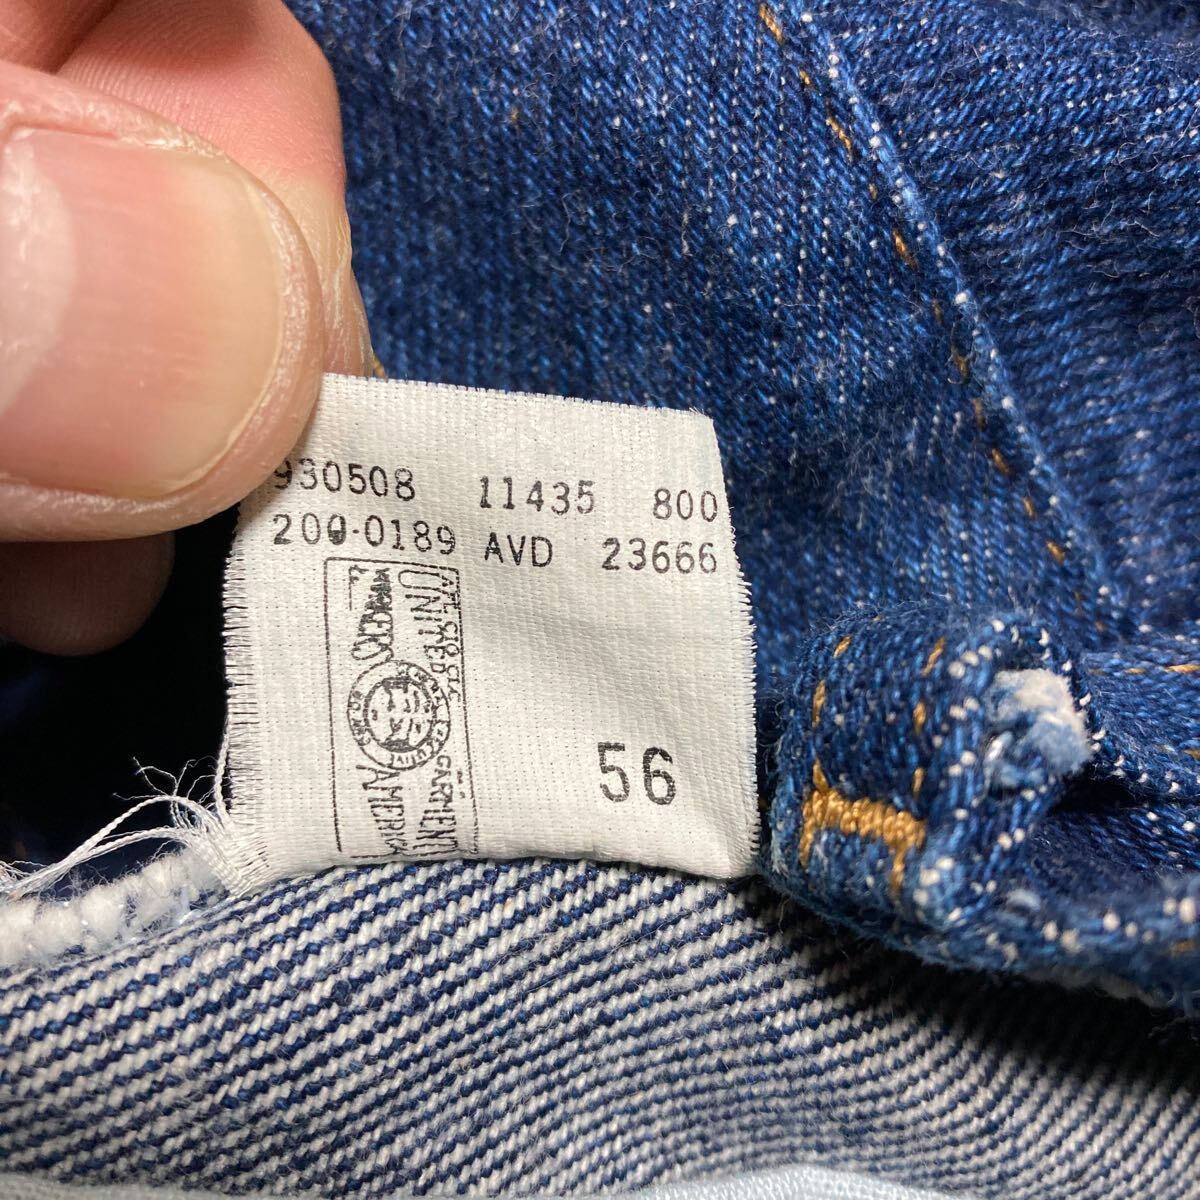 930508 11435 800
200-0189 AVD 23666
UNITED
GARMENT
AMERICA
56